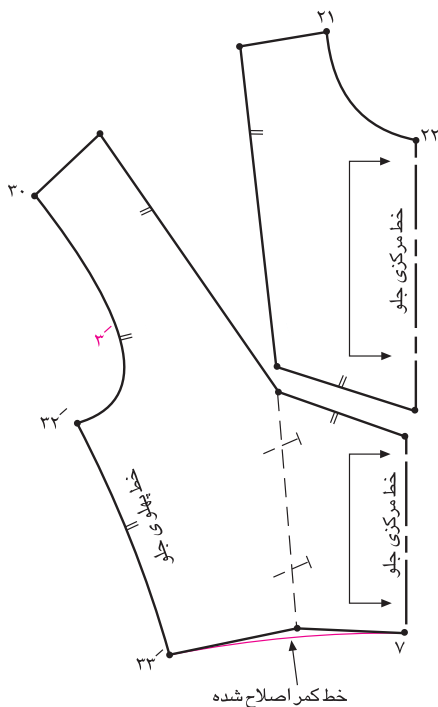 ۲۱
۲۲
خط مرکزی جلو
۳۰
۳
۳۲
خط پهلوی جلو
خط مرکزی جلو
۳۳
۷
خط کمر اصلاح شده